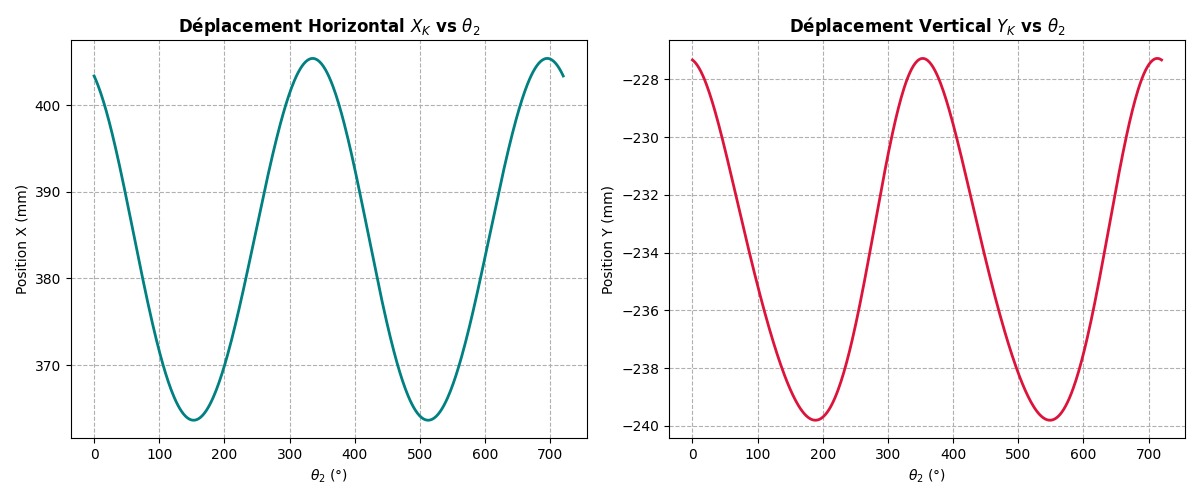 Déplacement Horizontal X_K vs θ_2
Position X (mm)
400
390
380
370
0 100 200 300 400 500 600 700
θ_2 (°)
Déplacement Vertical Y_K vs θ_2
Position Y (mm)
−228
−230
−232
−234
−236
−238
−240
0 100 200 300 400 500 600 700
θ_2 (°)